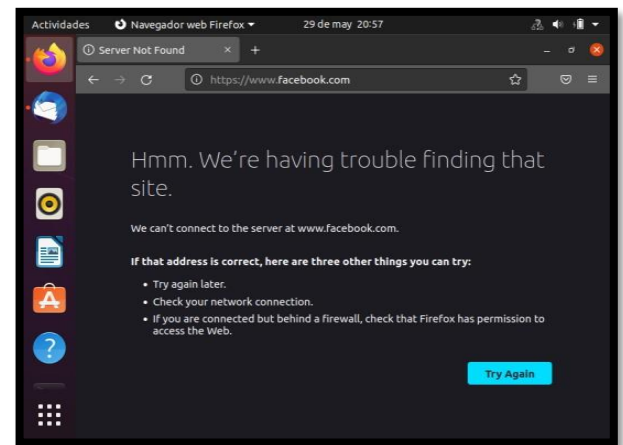 Actividades Navegador web Firefox 29 de may 20:57
Server Not Found
https://www.facebook.com
Hmm. We're having trouble finding that
site.
We can't connect to the server at www.facebook.com.
If that address is correct, here are three other things you can try:
• Try again later.
• Check your network connection.
• If you are connected but behind a firewall, check that Firefox has permission to
access the Web.
Try Again